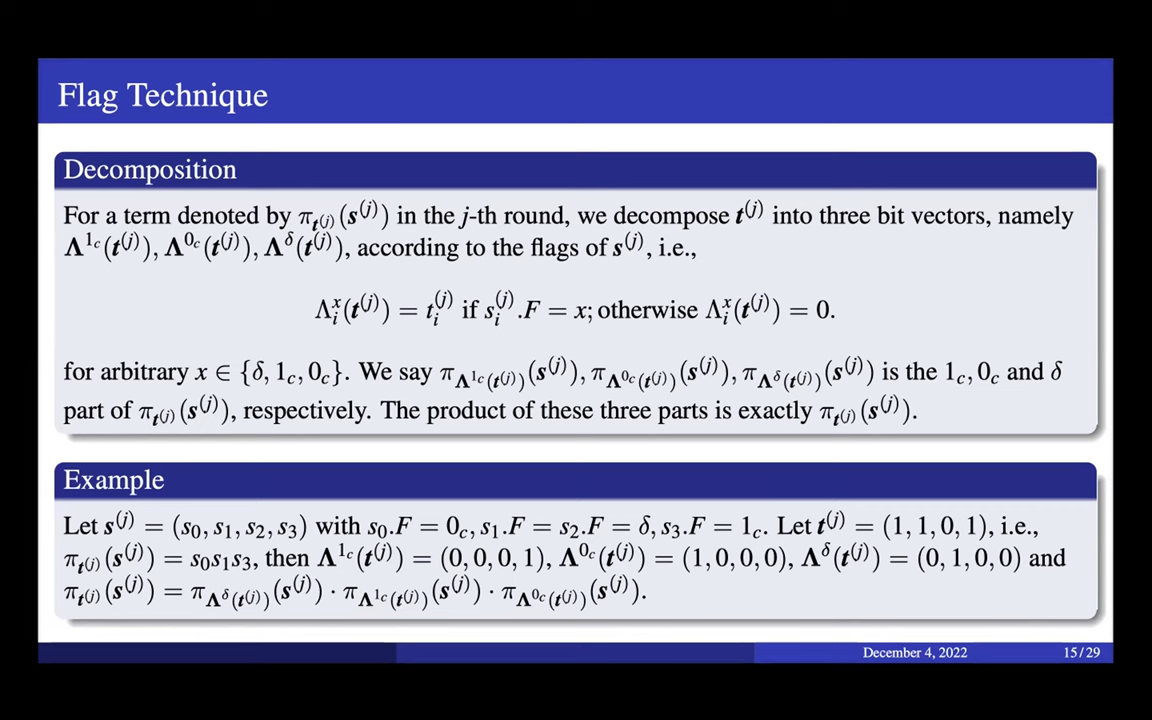 Flag Technique
Decomposition
For a term denoted by π_{t^{(j)}}(s^{(j)}) in the j-th round, we decompose t^{(j)} into three bit vectors, namely
Λ^{1_c}(t^{(j)}), Λ^{0_c}(t^{(j)}), Λ^δ(t^{(j)}), according to the flags of s^{(j)}, i.e.,
Λ_i^x(t^{(j)}) = t_i^{(j)} if s_i^{(j)}.F = x; otherwise Λ_i^x(t^{(j)}) = 0.
for arbitrary x ∈ {δ, 1_c, 0_c}. We say π_{Λ^{1_c}(t^{(j)})}(s^{(j)}), π_{Λ^{0_c}(t^{(j)})}(s^{(j)}), π_{Λ^δ(t^{(j)})}(s^{(j)}) is the 1_c, 0_c and δ
part of π_{t^{(j)}}(s^{(j)}), respectively. The product of these three parts is exactly π_{t^{(j)}}(s^{(j)}).
Example
Let s^{(j)} = (s_0, s_1, s_2, s_3) with s_0.F = 0_c, s_1.F = s_2.F = δ, s_3.F = 1_c. Let t^{(j)} = (1, 1, 0, 1), i.e.,
π_{t^{(j)}}(s^{(j)}) = s_0s_1s_3, then Λ^{1_c}(t^{(j)}) = (0, 0, 0, 1), Λ^{0_c}(t^{(j)}) = (1, 0, 0, 0), Λ^δ(t^{(j)}) = (0, 1, 0, 0) and
π_{t^{(j)}}(s^{(j)}) = π_{Λ^δ(t^{(j)})}(s^{(j)}) · π_{Λ^{1_c}(t^{(j)})}(s^{(j)}) · π_{Λ^{0_c}(t^{(j)})}(s^{(j)}).
December 4, 2022 15 / 29